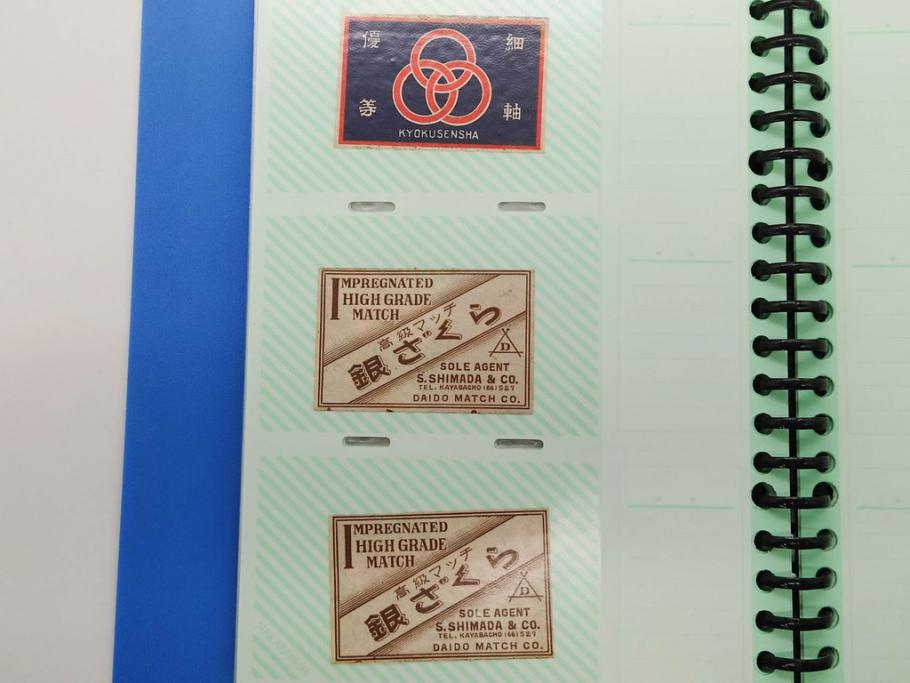 優 細
等 軸
KYOKUSENSHA
IMPREGNATED
HIGH GRADE
MATCH
高級マッチ
銀ざくら
D
SOLE AGENT
S.SHIMADA & CO.
TEL. KAYABACHO (66) 527
DAIDO MATCH CO.
IMPREGNATED
HIGH GRADE
MATCH
高級マッチ
銀ざくら
D
SOLE AGENT
S.SHIMADA & CO.
TEL. KAYABACHO (66) 527
DAIDO MATCH CO.